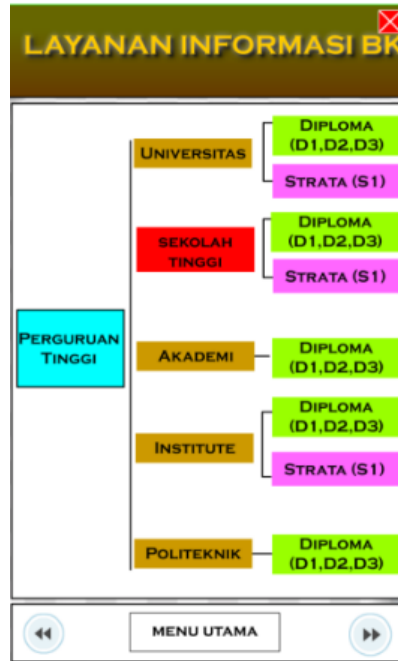 LAYANAN INFORMASI BK
PERGURUAN
TINGGI
UNIVERSITAS
DIPLOMA
(D1,D2,D3)
STRATA (S1)
SEKOLAH
TINGGI
DIPLOMA
(D1,D2,D3)
STRATA (S1)
AKADEMI
DIPLOMA
(D1,D2,D3)
INSTITUTE
DIPLOMA
(D1,D2,D3)
STRATA (S1)
POLITEKNIK
DIPLOMA
(D1,D2,D3)
MENU UTAMA